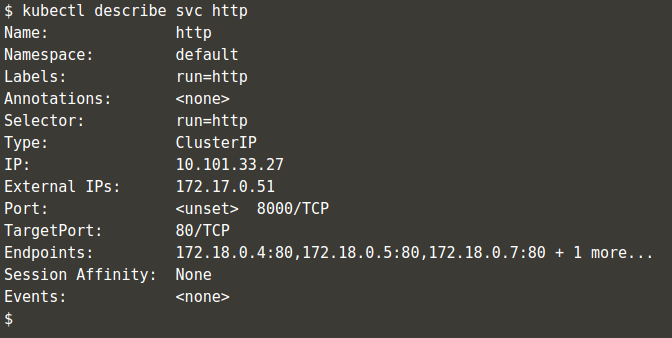 $ kubectl describe svc http
Name:              http
Namespace:         default
Labels:            run=http
Annotations:       <none>
Selector:          run=http
Type:              ClusterIP
IP:                10.101.33.27
External IPs:      172.17.0.51
Port:              <unset>  8000/TCP
TargetPort:        80/TCP
Endpoints:         172.18.0.4:80,172.18.0.5:80,172.18.0.7:80 + 1 more...
Session Affinity:  None
Events:            <none>
$